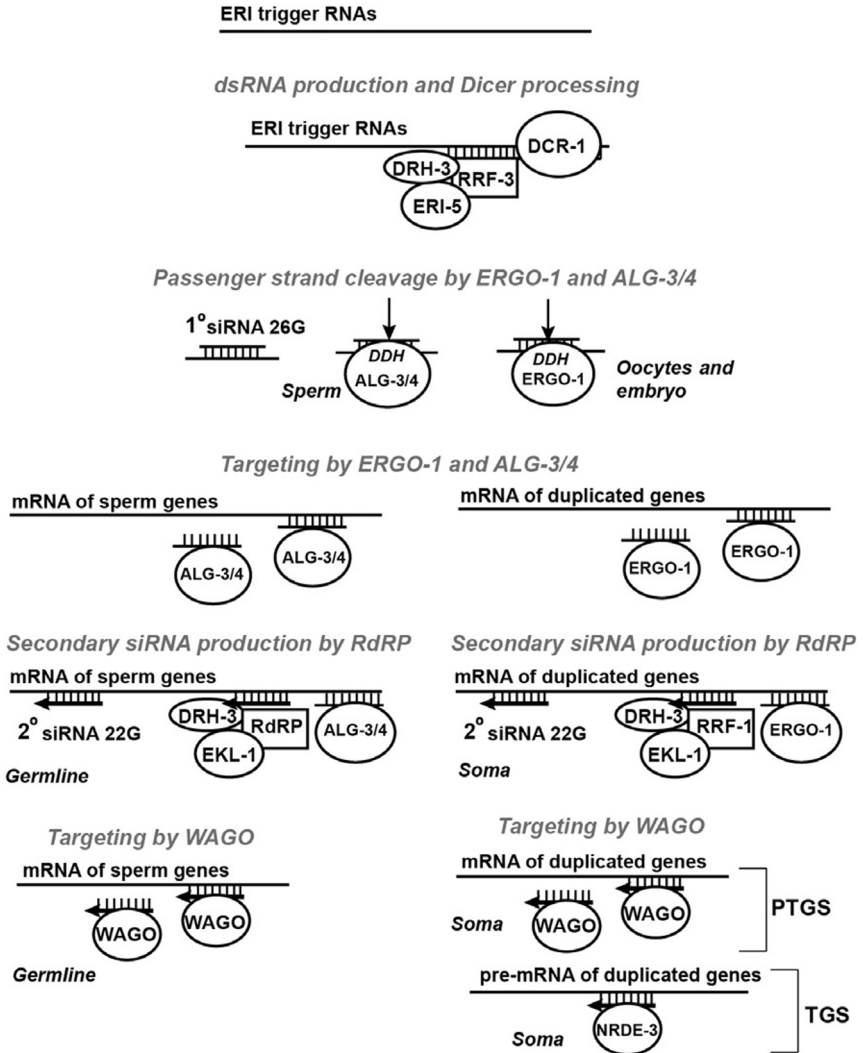 ERI trigger RNAs
dsRNA production and Dicer processing
ERI trigger RNAs
DCR-1
DRH-3
RRF-3
ERI-5
Passenger strand cleavage by ERGO-1 and ALG-3/4
1o siRNA 26G
DDH
ALG-3/4
Sperm
DDH
ERGO-1
Oocytes and
embryo
Targeting by ERGO-1 and ALG-3/4
mRNA of sperm genes
ALG-3/4
ALG-3/4
mRNA of duplicated genes
ERGO-1
ERGO-1
Secondary siRNA production by RdRP
mRNA of sperm genes
2o siRNA 22G
DRH-3
RdRP
EKL-1
ALG-3/4
Germline
Secondary siRNA production by RdRP
mRNA of duplicated genes
2o siRNA 22G
DRH-3
RRF-1
EKL-1
ERGO-1
Soma
Targeting by WAGO
mRNA of sperm genes
WAGO
WAGO
Germline
Targeting by WAGO
mRNA of duplicated genes
Soma
WAGO
WAGO
PTGS
pre-mRNA of duplicated genes
NRDE-3
Soma
TGS